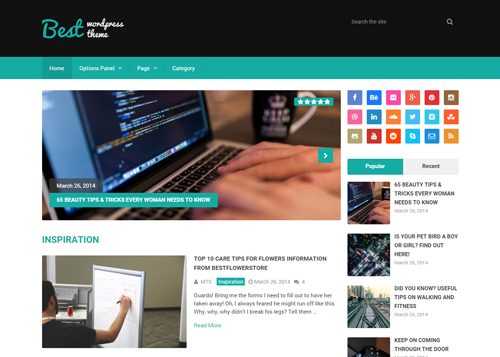 Best wordpress
theme
Search the site
Home Options Panel Page Category
March 26, 2014
65 BEAUTY TIPS & TRICKS EVERY WOMAN NEEDS TO KNOW
Popular Recent
65 BEAUTY TIPS &
TRICKS EVERY WOMAN
NEEDS TO KNOW
March 26, 2014
IS YOUR PET BIRD A BOY
OR GIRL? FIND OUT
HERE!
March 26, 2014
DID YOU KNOW? USEFUL
TIPS ON WALKING AND
FITNESS
March 26, 2014
KEEP ON COMING
THROUGH THE DOOR
INSPIRATION
TOP 10 CARE TIPS FOR FLOWERS INFORMATION
FROM BESTFLOWERSTORE
MTS Inspiration March 26, 2014 4
Guards! Bring me the forms I need to fill out to have her
taken away! Oh, I always feared he might run off like this.
Why, why, why didn't I break his legs? Tell them ...
Read More